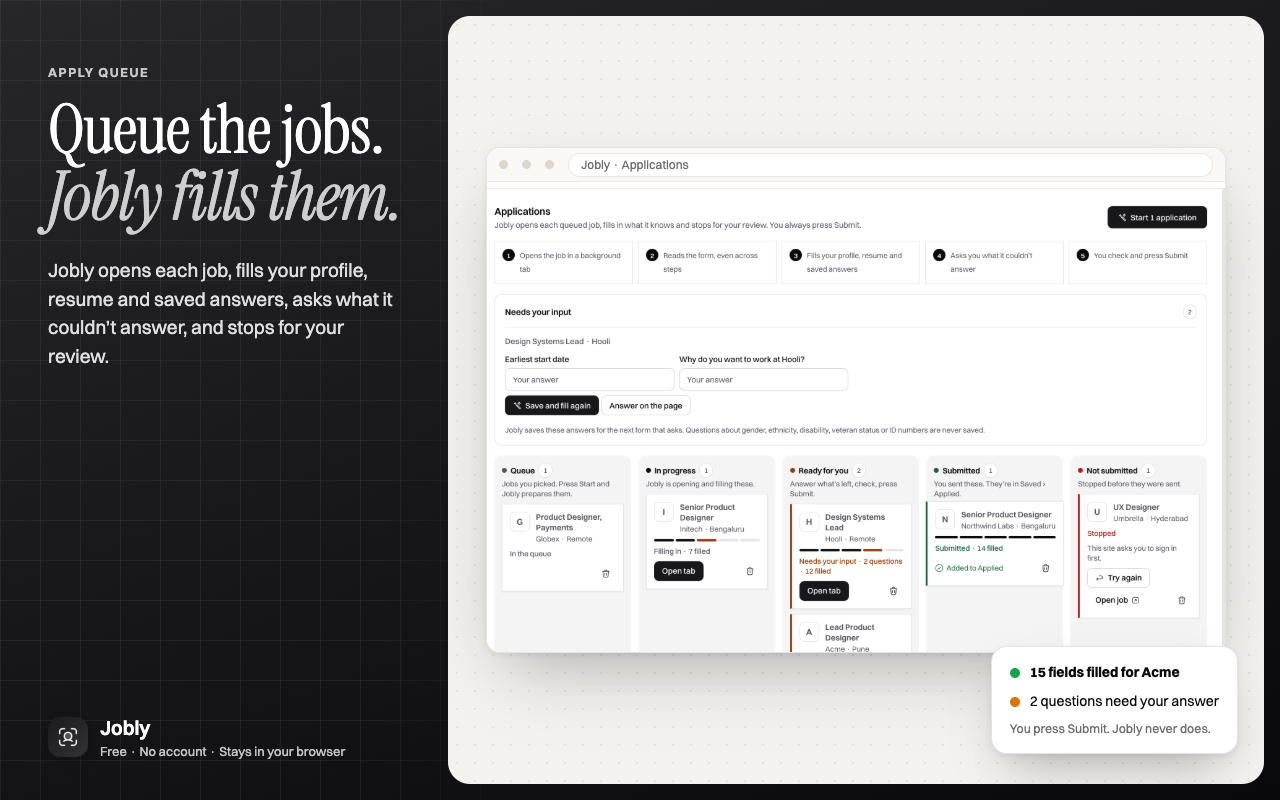 APPLY QUEUE
Queue the jobs.
Jobly fills them.
Jobly opens each job, fills your profile,
resume and saved answers, asks what it
couldn't answer, and stops for your
review.
Jobly
Free · No account · Stays in your browser
Jobly · Applications
Applications
Jobly opens each queued job, fills in what it knows and stops for your review. You always press Submit.
Start 1 application
1 Opens the job in a background
tab
2 Reads the form, even across
steps
3 Fills your profile, resume and
saved answers
4 Asks you what it couldn't
answer
5 You check and press Submit
Needs your input 2
Design Systems Lead · Hooli
Earliest start date
Your answer
Why do you want to work at Hooli?
Your answer
Save and fill again
Answer on the page
Jobly saves these answers for the next form that asks. Questions about gender, ethnicity, disability, veteran status or ID numbers are never saved.
Queue 1
Jobs you picked. Press Start and
Jobly prepares them.
G
Product Designer,
Payments
Globex · Remote
In the queue
In progress 1
Jobly is opening and filling these.
I
Senior Product
Designer
Initech · Bengaluru
Filling in · 7 filled
Open tab
Ready for you 2
Answer what's left, check, press
Submit.
H
Design Systems
Lead
Hooli · Remote
Needs your input · 2 questions
· 12 filled
Open tab
A
Lead Product
Designer
Acme · Pune
Submitted 1
You sent these. They're in Saved ›
Applied.
N
Senior Product Designer
Northwind Labs · Bengaluru
Submitted · 14 filled
Added to Applied
Not submitted 1
Stopped before they were sent.
U
UX Designer
Umbrella · Hyderabad
Stopped
This site asks you to sign in
first.
Try again
Open job
15 fields filled for Acme
2 questions need your answer
You press Submit. Jobly never does.